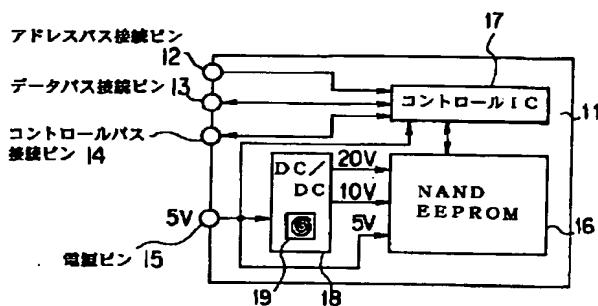 アドレスバス接続ピン
12
データバス接続ピン 13
コントロールバス
接続ピン 14
5V
電源ピン 15
17
コントロールIC
11
DC/
DC
20V
10V
5V
NAND
EEPROM
16
19
18